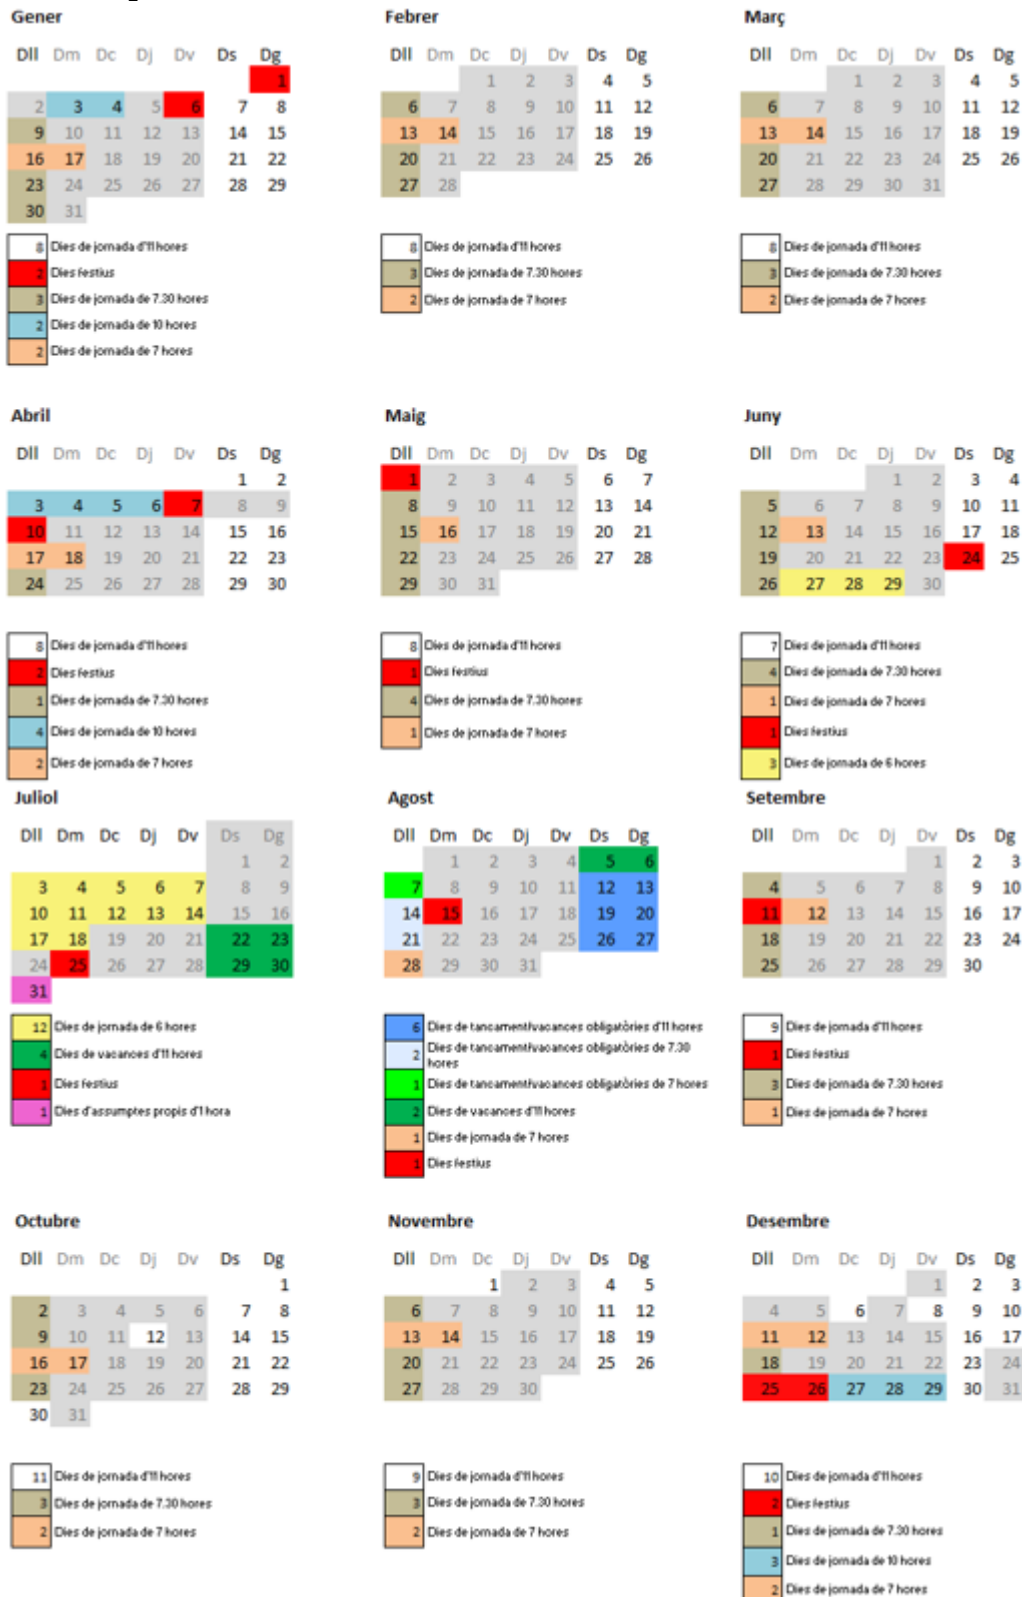 Gener Febrer Març
Dll Dm Dc Dj Dv Ds Dg Dll Dm Dc Dj Dv Ds Dg Dll Dm Dc Dj Dv Ds Dg
1 1 2 3 4 5 1 2 3 4 5
2 3 4 5 6 7 8 6 7 8 9 10 11 12 6 7 8 9 10 11 12
9 10 11 12 13 14 15 13 14 15 16 17 18 19 13 14 15 16 17 18 19
16 17 18 19 20 21 22 20 21 22 23 24 25 26 20 21 22 23 24 25 26
23 24 25 26 27 28 29 27 28 27 28 29 30 31
30 31
8 Dies de jornada d'11 hores 8 Dies de jornada d'11 hores 8 Dies de jornada d'11 hores
2 Dies festius 3 Dies de jornada de 7.30 hores 3 Dies de jornada de 7.30 hores
3 Dies de jornada de 7.30 hores 2 Dies de jornada de 7 hores 2 Dies de jornada de 7 hores
2 Dies de jornada de 10 hores
2 Dies de jornada de 7 hores
Abril Maig Juny
Dll Dm Dc Dj Dv Ds Dg Dll Dm Dc Dj Dv Ds Dg Dll Dm Dc Dj Dv Ds Dg
1 2 1 2 3 4 5 6 7 1 2 3 4
3 4 5 6 7 8 9 8 9 10 11 12 13 14 5 6 7 8 9 10 11
10 11 12 13 14 15 16 15 16 17 18 19 20 21 12 13 14 15 16 17 18
17 18 19 20 21 22 23 22 23 24 25 26 27 28 19 20 21 22 23 24 25
24 25 26 27 28 29 30 29 30 31 26 27 28 29 30
8 Dies de jornada d'11 hores 8 Dies de jornada d'11 hores 7 Dies de jornada d'11 hores
2 Dies festius 1 Dies festius 4 Dies de jornada de 7.30 hores
1 Dies de jornada de 7.30 hores 4 Dies de jornada de 7.30 hores 1 Dies de jornada de 7 hores
4 Dies de jornada de 10 hores 1 Dies de jornada de 7 hores 1 Dies festius
2 Dies de jornada de 7 hores 3 Dies de jornada de 6 hores
Juliol Agost Setembre
Dll Dm Dc Dj Dv Ds Dg Dll Dm Dc Dj Dv Ds Dg Dll Dm Dc Dj Dv Ds Dg
1 2 1 2 3 4 5 6 1 2 3
3 4 5 6 7 8 9 7 8 9 10 11 12 13 4 5 6 7 8 9 10
10 11 12 13 14 15 16 14 15 16 17 18 19 20 11 12 13 14 15 16 17
17 18 19 20 21 22 23 21 22 23 24 25 26 27 18 19 20 21 22 23 24
24 25 26 27 28 29 30 28 29 30 31 25 26 27 28 29 30
31
12 Dies de jornada de 6 hores 6 Dies de tancament/vacances obligatòries d'11 hores 9 Dies de jornada d'11 hores
4 Dies de vacances d'11 hores 2 Dies de tancament/vacances obligatòries de 7.30
hores 1 Dies festius
1 Dies festius 1 Dies de tancament/vacances obligatòries de 7 hores 3 Dies de jornada de 7.30 hores
1 Dies d'assumptes propis d'1 hora 2 Dies de vacances d'11 hores 1 Dies de jornada de 7 hores
1 Dies de jornada de 7 hores
1 Dies festius
Octubre Novembre Desembre
Dll Dm Dc Dj Dv Ds Dg Dll Dm Dc Dj Dv Ds Dg Dll Dm Dc Dj Dv Ds Dg
1 1 2 3 4 5 1 2 3
2 3 4 5 6 7 8 6 7 8 9 10 11 12 4 5 6 7 8 9 10
9 10 11 12 13 14 15 13 14 15 16 17 18 19 11 12 13 14 15 16 17
16 17 18 19 20 21 22 20 21 22 23 24 25 26 18 19 20 21 22 23 24
23 24 25 26 27 28 29 27 28 29 30 25 26 27 28 29 30 31
30 31
11 Dies de jornada d'11 hores 9 Dies de jornada d'11 hores 10 Dies de jornada d'11 hores
3 Dies de jornada de 7.30 hores 3 Dies de jornada de 7.30 hores 2 Dies festius
2 Dies de jornada de 7 hores 2 Dies de jornada de 7 hores 1 Dies de jornada de 7.30 hores
3 Dies de jornada de 10 hores
2 Dies de jornada de 7 hores